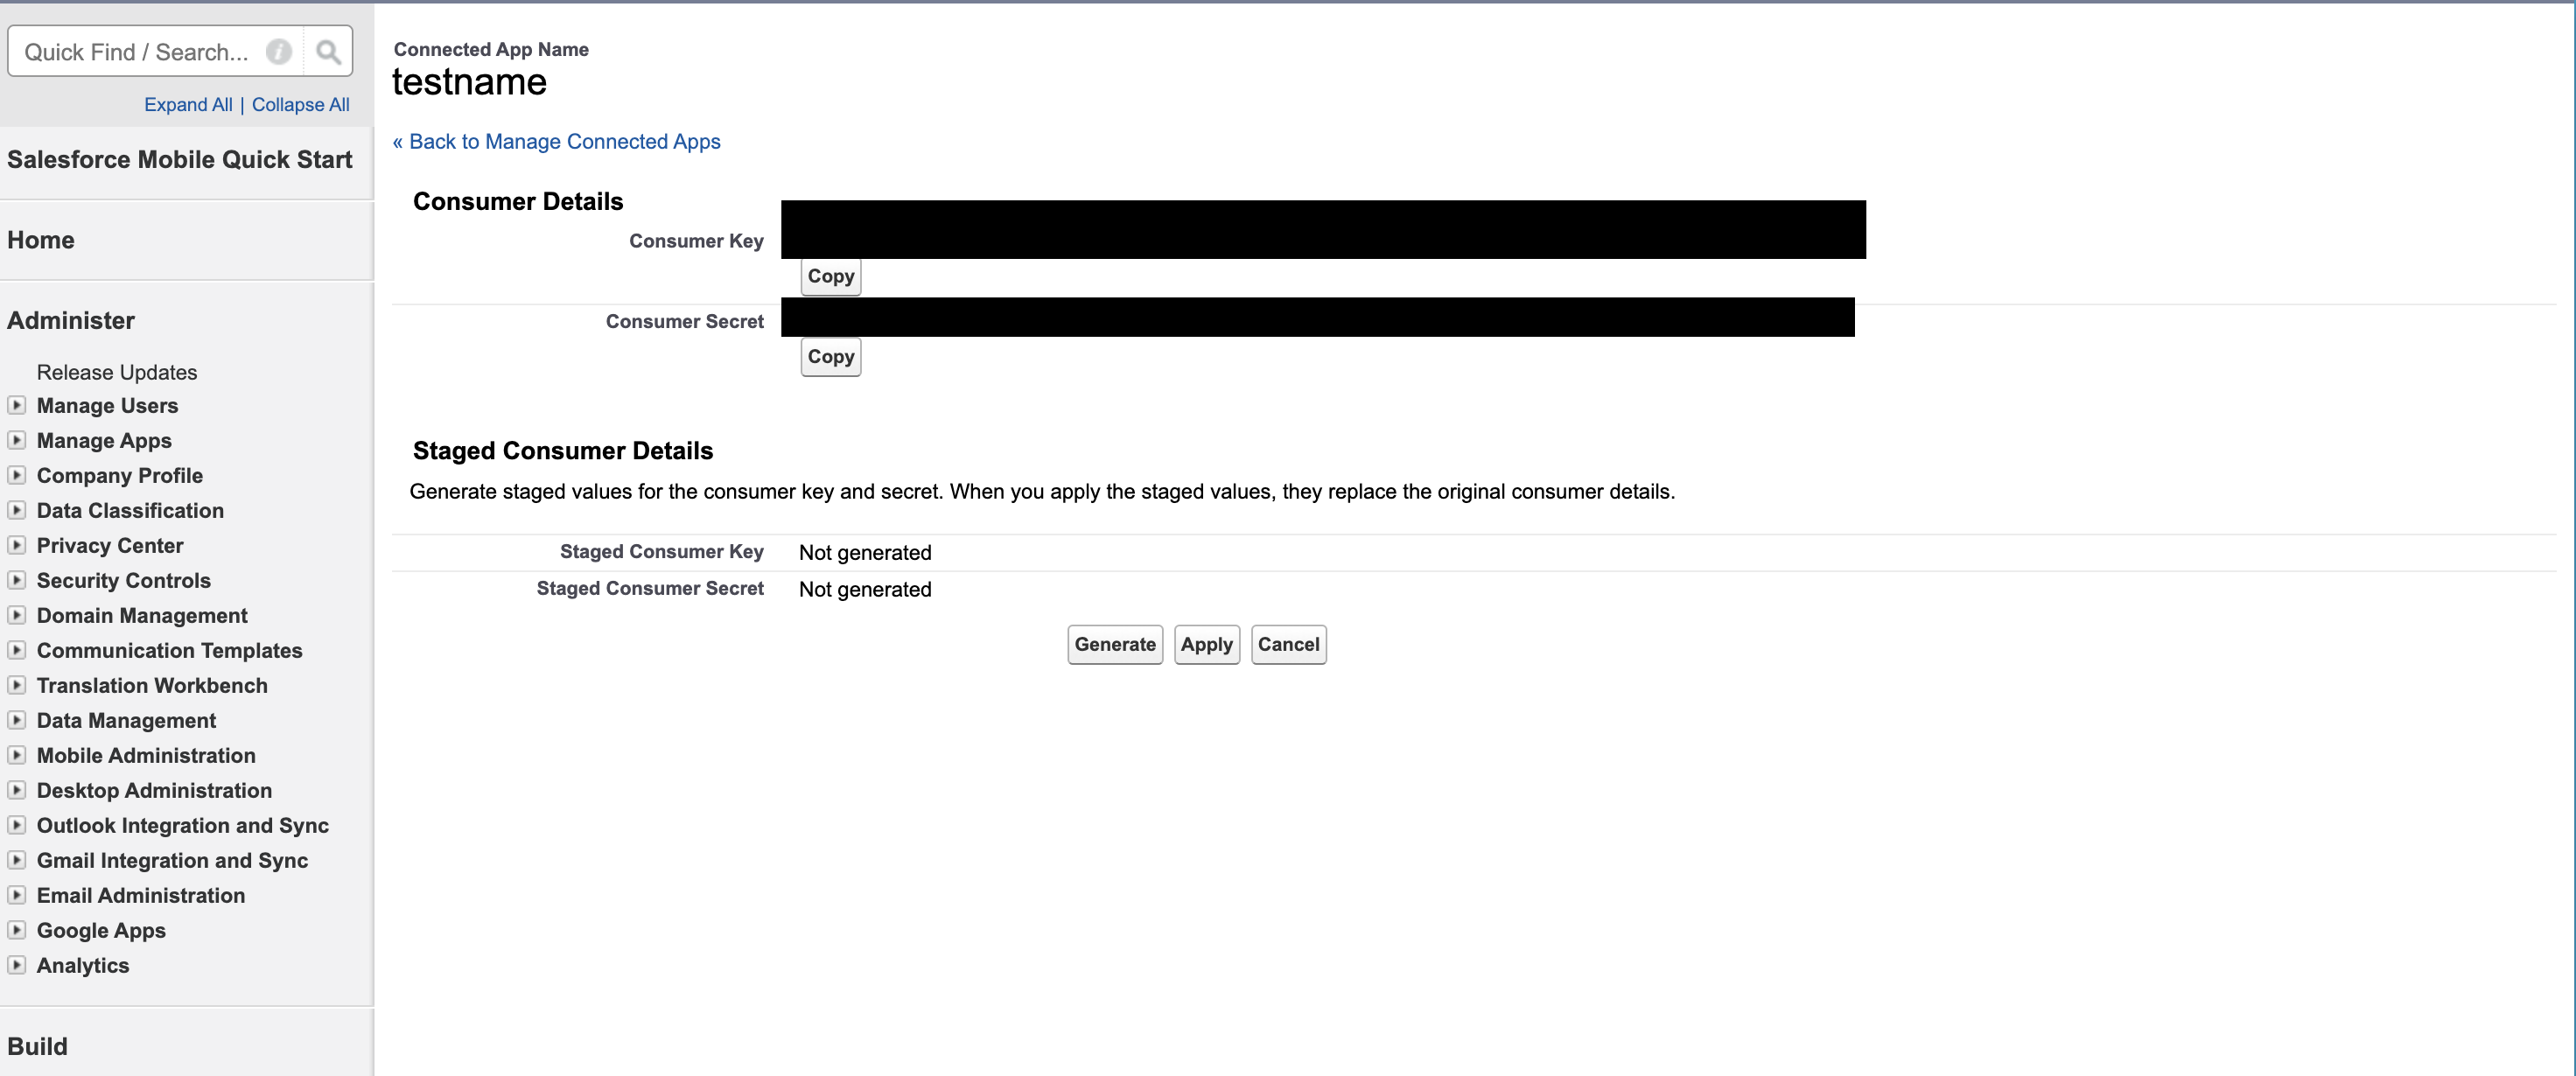 Quick Find / Search...
Expand All | Collapse All
Salesforce Mobile Quick Start
Home
Administer
Release Updates
Manage Users
Manage Apps
Company Profile
Data Classification
Privacy Center
Security Controls
Domain Management
Communication Templates
Translation Workbench
Data Management
Mobile Administration
Desktop Administration
Outlook Integration and Sync
Gmail Integration and Sync
Email Administration
Google Apps
Analytics
Build
Connected App Name
testname
« Back to Manage Connected Apps
Consumer Details
Consumer Key
Copy
Consumer Secret
Copy
Staged Consumer Details
Generate staged values for the consumer key and secret. When you apply the staged values, they replace the original consumer details.
Staged Consumer Key Not generated
Staged Consumer Secret Not generated
Generate Apply Cancel